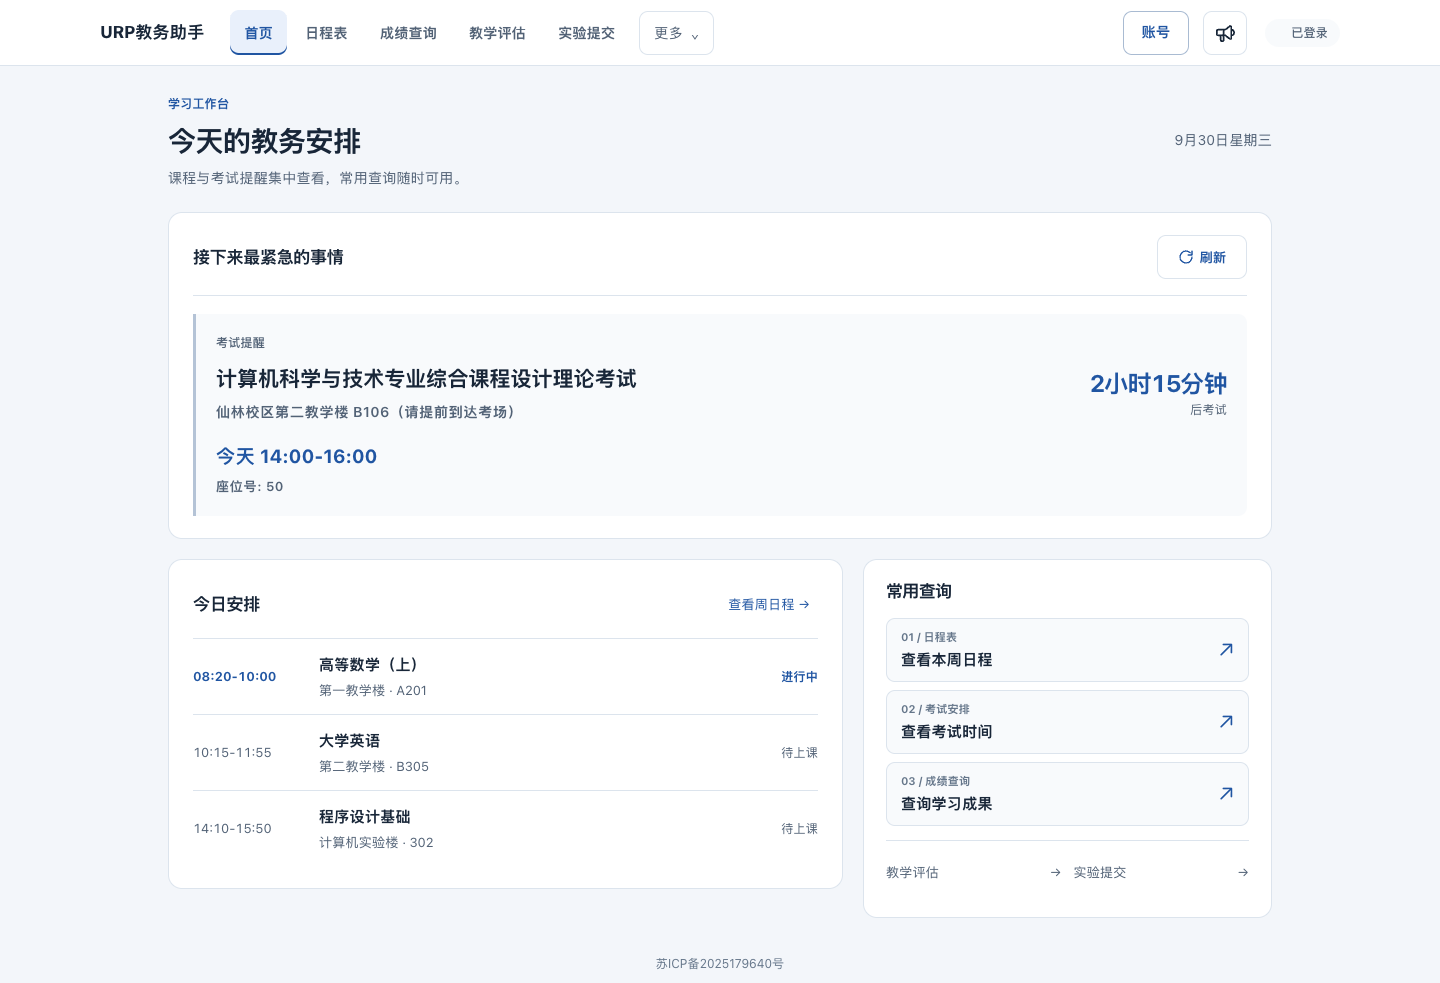 URP教务助手
首页
日程表
成绩查询
教学评估
实验提交
更多
账号
已登录
学习工作台
今天的教务安排
9月30日星期三
课程与考试提醒集中查看，常用查询随时可用。
接下来最紧急的事情
刷新
考试提醒
计算机科学与技术专业综合课程设计理论考试
仙林校区第二教学楼 B106（请提前到达考场）
今天 14:00-16:00
座位号: 50
2小时15分钟
后考试
今日安排
查看周日程 →
08:20-10:00
高等数学（上）
第一教学楼 · A201
进行中
10:15-11:55
大学英语
第二教学楼 · B305
待上课
14:10-15:50
程序设计基础
计算机实验楼 · 302
待上课
常用查询
01 / 日程表
查看本周日程
02 / 考试安排
查看考试时间
03 / 成绩查询
查询学习成果
教学评估 →
实验提交 →
苏ICP备2025179640号